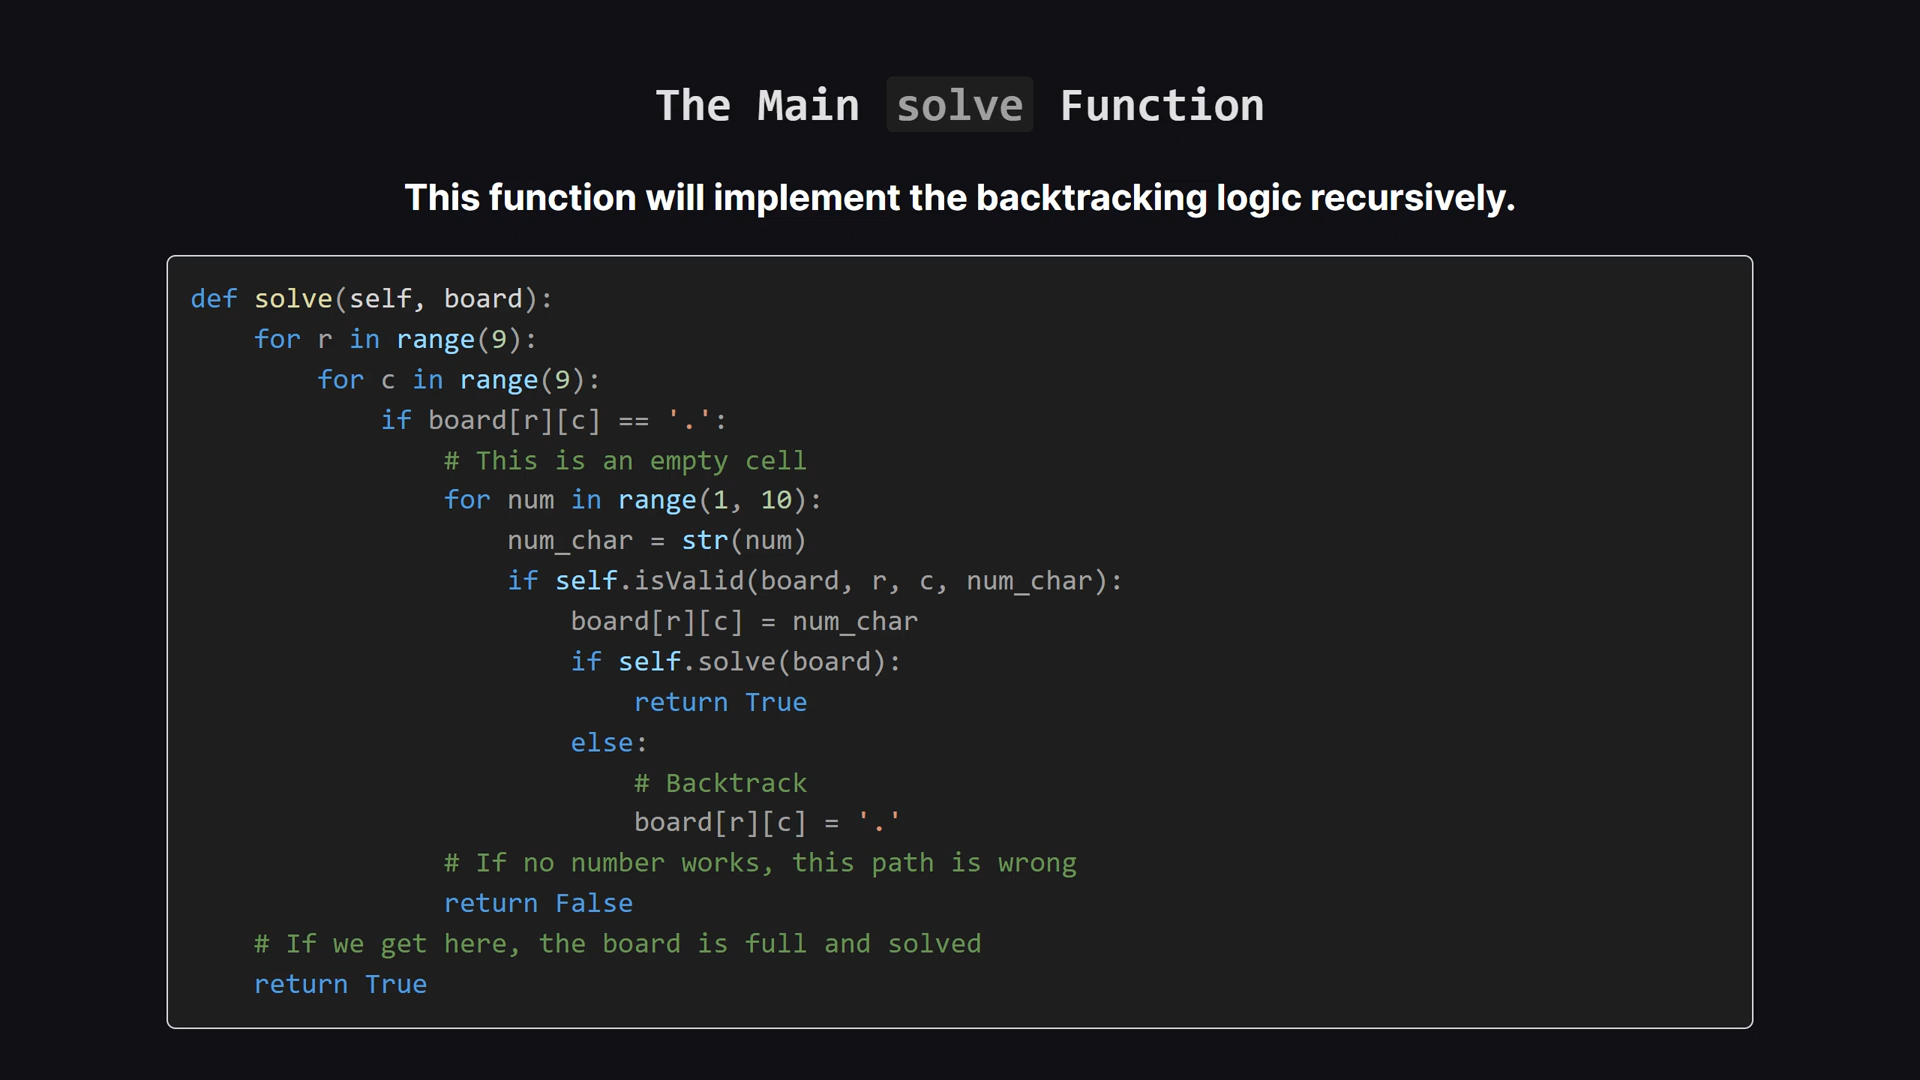 The Main solve Function
This function will implement the backtracking logic recursively.
def solve(self, board):
    for r in range(9):
        for c in range(9):
            if board[r][c] == '.':
                # This is an empty cell
                for num in range(1, 10):
                    num_char = str(num)
                    if self.isValid(board, r, c, num_char):
                        board[r][c] = num_char
                        if self.solve(board):
                            return True
                        else:
                            # Backtrack
                            board[r][c] = '.'
                # If no number works, this path is wrong
                return False
    # If we get here, the board is full and solved
    return True